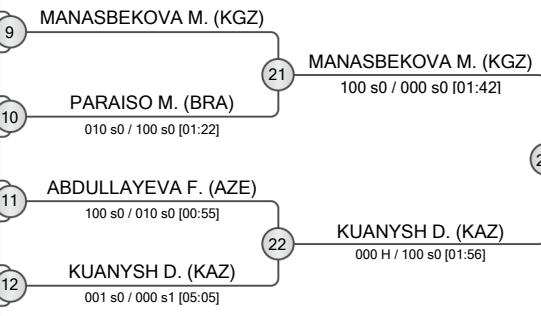 MANASBEKOVA M. (KGZ)
9
21
MANASBEKOVA M. (KGZ)
100 s0 / 000 s0 [01:42]
PARAISO M. (BRA)
10
010 s0 / 100 s0 [01:22]
2
ABDULLAYEVA F. (AZE)
11
100 s0 / 010 s0 [00:55]
22
KUANYSH D. (KAZ)
000 H / 100 s0 [01:56]
KUANYSH D. (KAZ)
12
001 s0 / 000 s1 [05:05]